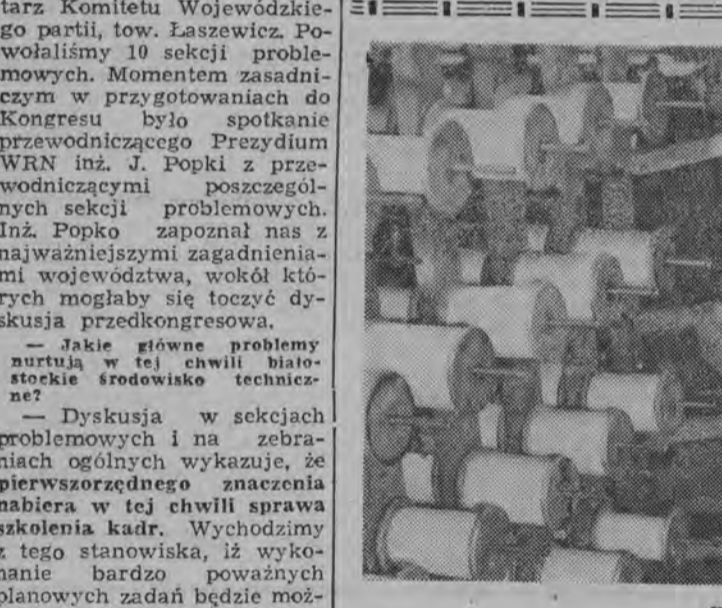 tarz Komitetu Wojewódzkie-
go partii, tow. Łaszewicz. Po-
wołaliśmy 10 sekcji proble-
mowych. Momentem zasadni-
czym w przygotowaniach do
Kongresu było spotkanie
przewodniczącego Prezydium
WRN inż. J. Popki z prze-
wodniczącymi poszczegól-
nych sekcji problemowych.
Inż. Popko zapoznał nas z
najważniejszymi zagadnienia-
mi województwa, wokół któ-
rych mogłaby się toczyć dy-
skusja przedkongresowa.
— Jakie główne problemy
nurtują w tej chwili biało-
stockie środowisko technicz-
ne?
— Dyskusja w sekcjach
problemowych i na zebra-
niach ogólnych wykazuje, że
pierwszorzędnego znaczenia
nabiera w tej chwili sprawa
szkolenia kadr. Wychodzimy
z tego stanowiska, iż wyko-
nanie bardzo poważnych
planowych zadań będzie moż-